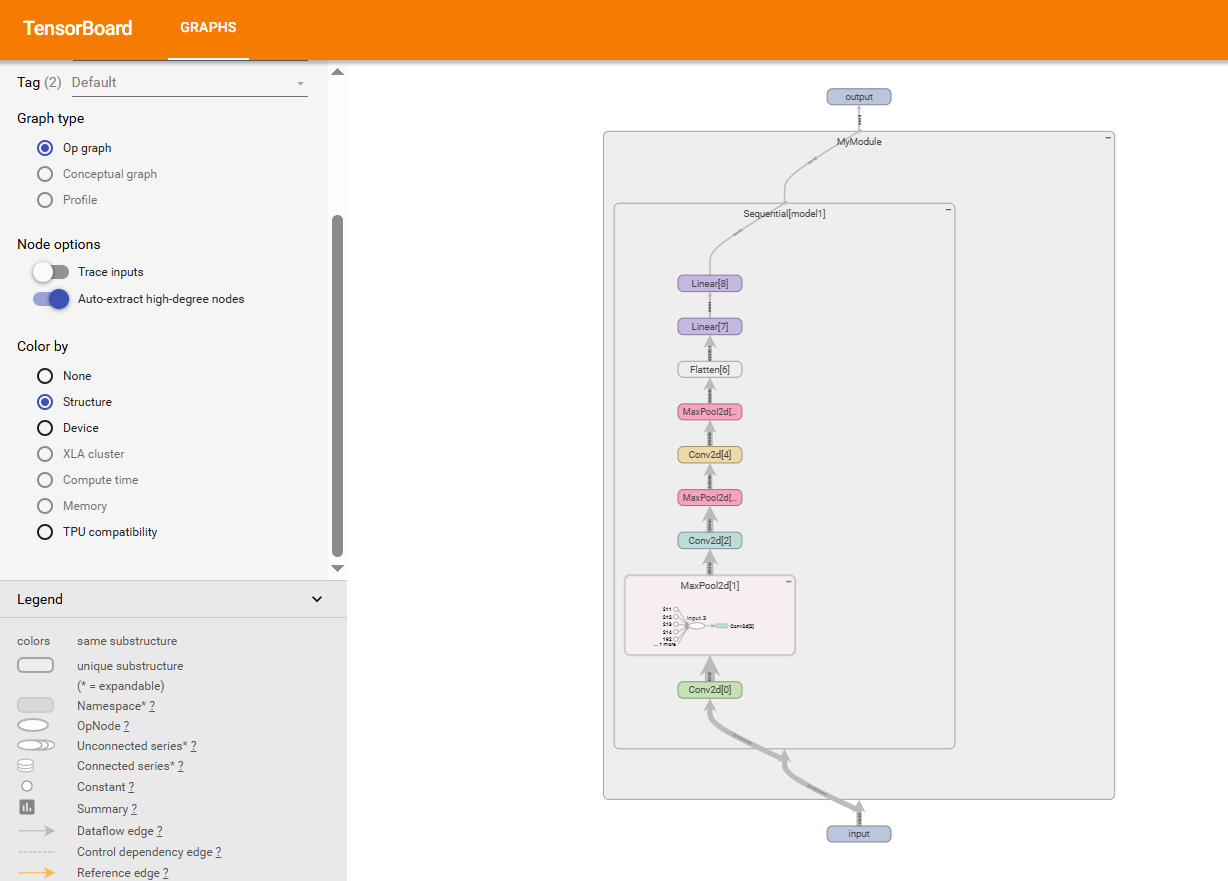 TensorBoard GRAPHS
Tag (2) Default
Graph type
Op graph
Conceptual graph
Profile
Node options
Trace inputs
Auto-extract high-degree nodes
Color by
None
Structure
Device
XLA cluster
Compute time
Memory
TPU compatibility
Legend
colors same substructure
unique substructure
(* = expandable)
Namespace* ?
OpNode ?
Unconnected series* ?
Connected series* ?
Constant ?
Summary ?
Dataflow edge ?
Control dependency edge ?
Reference edge ?
output
MyModule
Sequential[model1]
Linear[8]
Linear[7]
Flatten[6]
MaxPool2d[...
Conv2d[4]
MaxPool2d[...
Conv2d[2]
MaxPool2d[1]
input.3
Conv2d[2]
... 1 more
Conv2d[0]
input